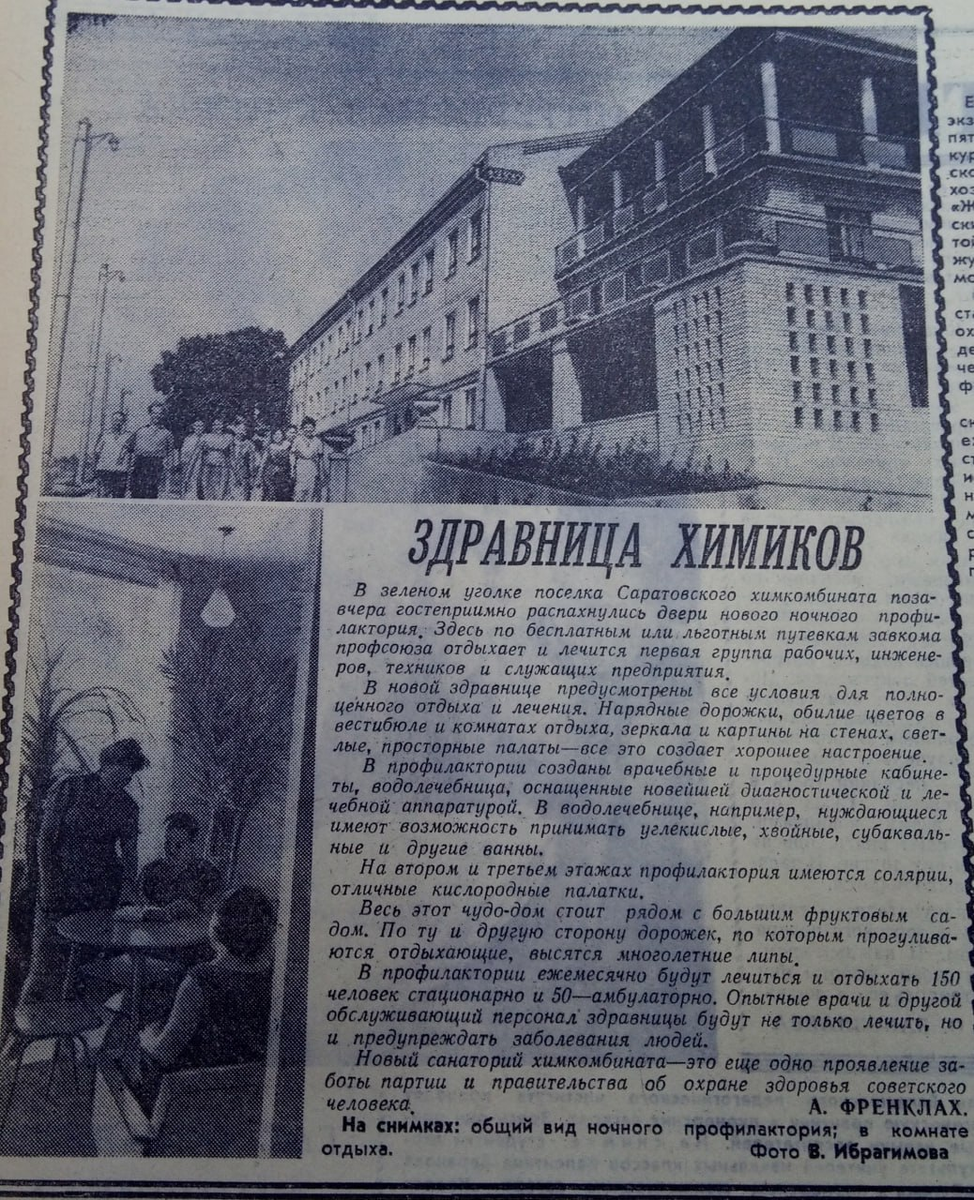 ЗДРАВНИЦА ХИМИКОВ
В зеленом уголке поселка Саратовского химкомбината поза-
вчера гостеприимно распахнулись двери нового ночного профи-
лактория. Здесь по бесплатным или льготным путевкам завкома
профсоюза отдыхает и лечится первая группа рабочих, инжене-
ров, техников и служащих предприятия.
В новой здравнице предусмотрены все условия для полно-
ценного отдыха и лечения. Нарядные дорожки, обилие цветов в
вестибюле и комнатах отдыха, зеркала и картины на стенах, свет-
лые, просторные палаты—все это создает хорошее настроение.
В профилактории созданы врачебные и процедурные кабине-
ты, водолечебница, оснащенные новейшей диагностической и ле-
чебной аппаратурой. В водолечебнице, например, нуждающиеся
имеют возможность принимать углекислые, хвойные, субакваль-
ные и другие ванны.
На втором и третьем этажах профилактория имеются солярии,
отличные кислородные палатки.
Весь этот чудо-дом стоит рядом с большим фруктовым са-
дом. По ту и другую сторону дорожек, по которым прогулива-
ются отдыхающие, высятся многолетние липы.
В профилактории ежемесячно будут лечиться и отдыхать 150
человек стационарно и 50—амбулаторно. Опытные врачи и другой
обслуживающий персонал здравницы будут не только лечить, но
и предупреждать заболевания людей.
Новый санаторий химкомбината—это еще одно проявление за-
боты партии и правительства об охране здоровья советского
человека.
А. ФРЕНКЛАХ.
На снимках: общий вид ночного профилактория; в комнате
отдыха.
Фото В. Ибрагимова